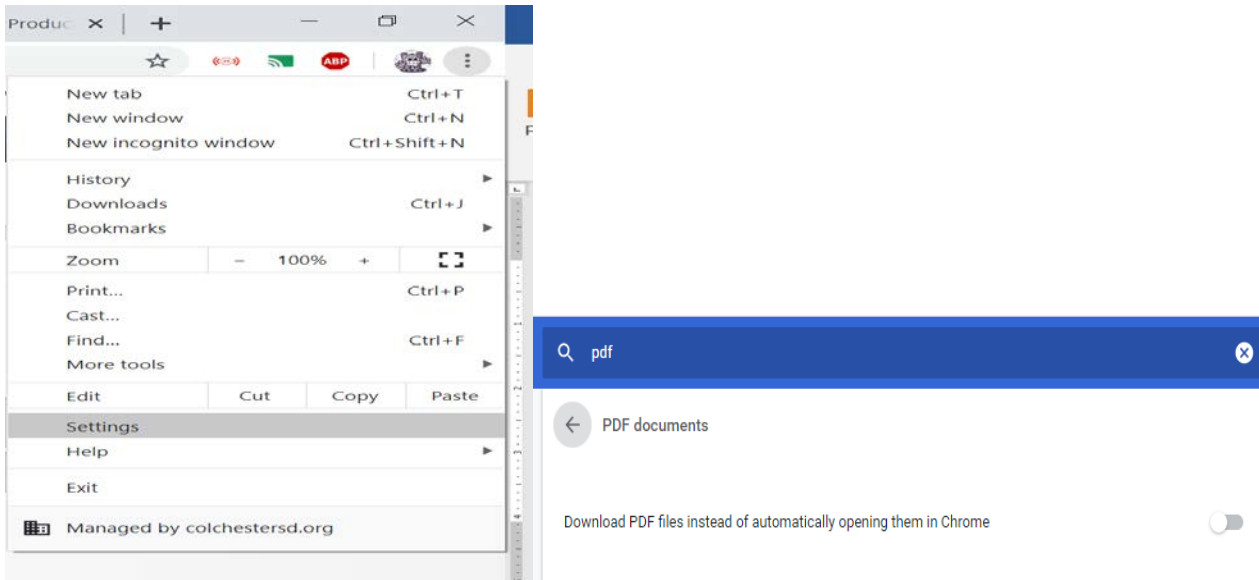 Produc
ABP
New tab Ctrl+T
New window Ctrl+N
New incognito window Ctrl+Shift+N
History
Downloads Ctrl+J
Bookmarks
Zoom − 100% +
Print... Ctrl+P
Cast...
Find... Ctrl+F
More tools
Edit Cut Copy Paste
Settings
Help
Exit
Managed by colchestersd.org
pdf
PDF documents
Download PDF files instead of automatically opening them in Chrome